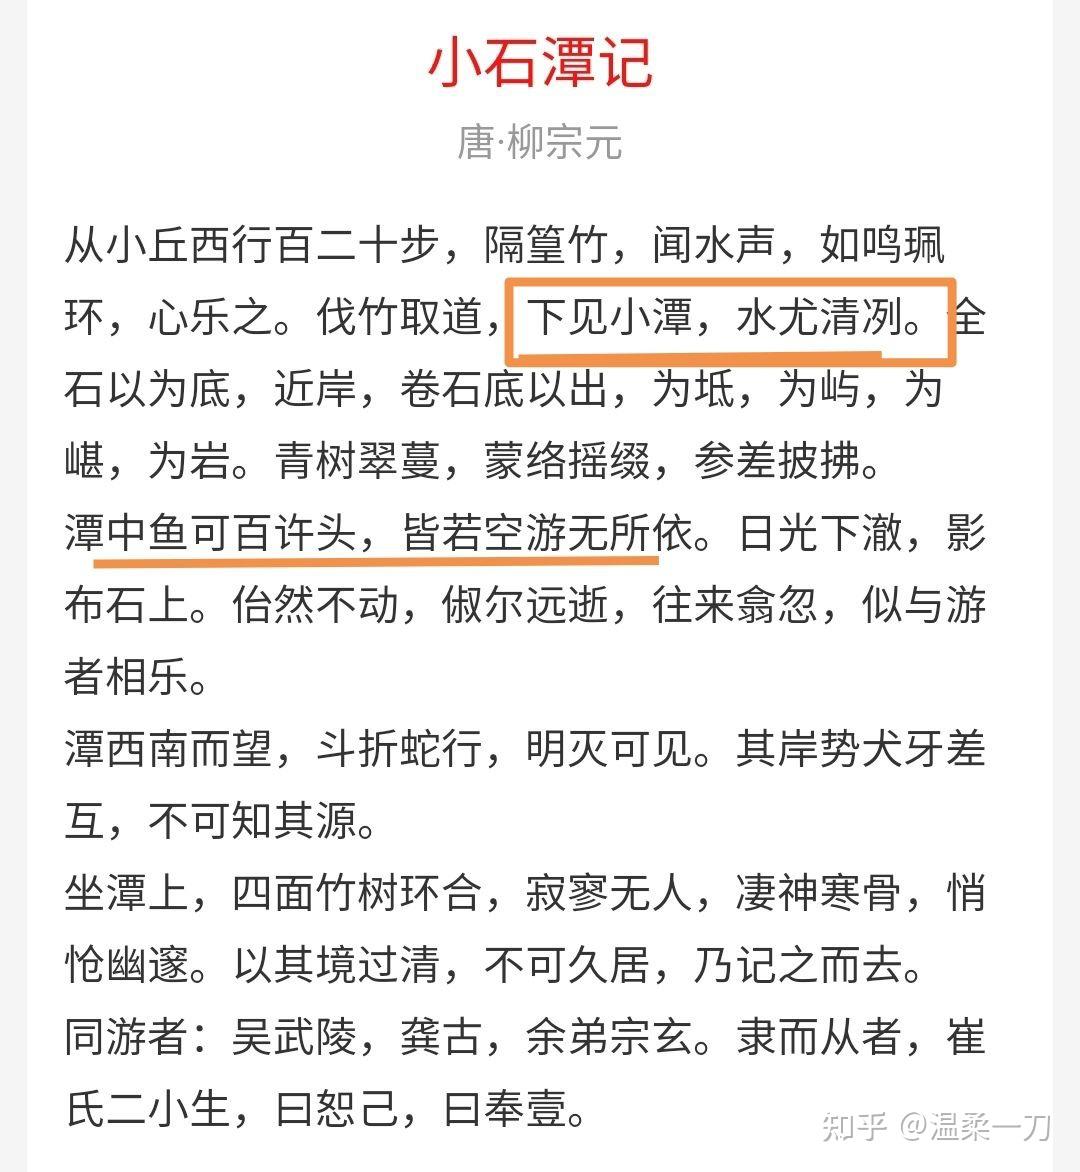 小石潭记
唐·柳宗元
从小丘西行百二十步，隔篁竹，闻水声，如鸣珮
环，心乐之。伐竹取道，下见小潭，水尤清冽。全
石以为底，近岸，卷石底以出，为坻，为屿，为
嵁，为岩。青树翠蔓，蒙络摇缀，参差披拂。
潭中鱼可百许头，皆若空游无所依。日光下澈，影
布石上。佁然不动，俶尔远逝，往来翕忽，似与游
者相乐。
潭西南而望，斗折蛇行，明灭可见。其岸势犬牙差
互，不可知其源。
坐潭上，四面竹树环合，寂寥无人，凄神寒骨，悄
怆幽邃。以其境过清，不可久居，乃记之而去。
同游者：吴武陵，龚古，余弟宗玄。隶而从者，崔
氏二小生，曰恕己，曰奉壹。
知乎 @温柔一刀